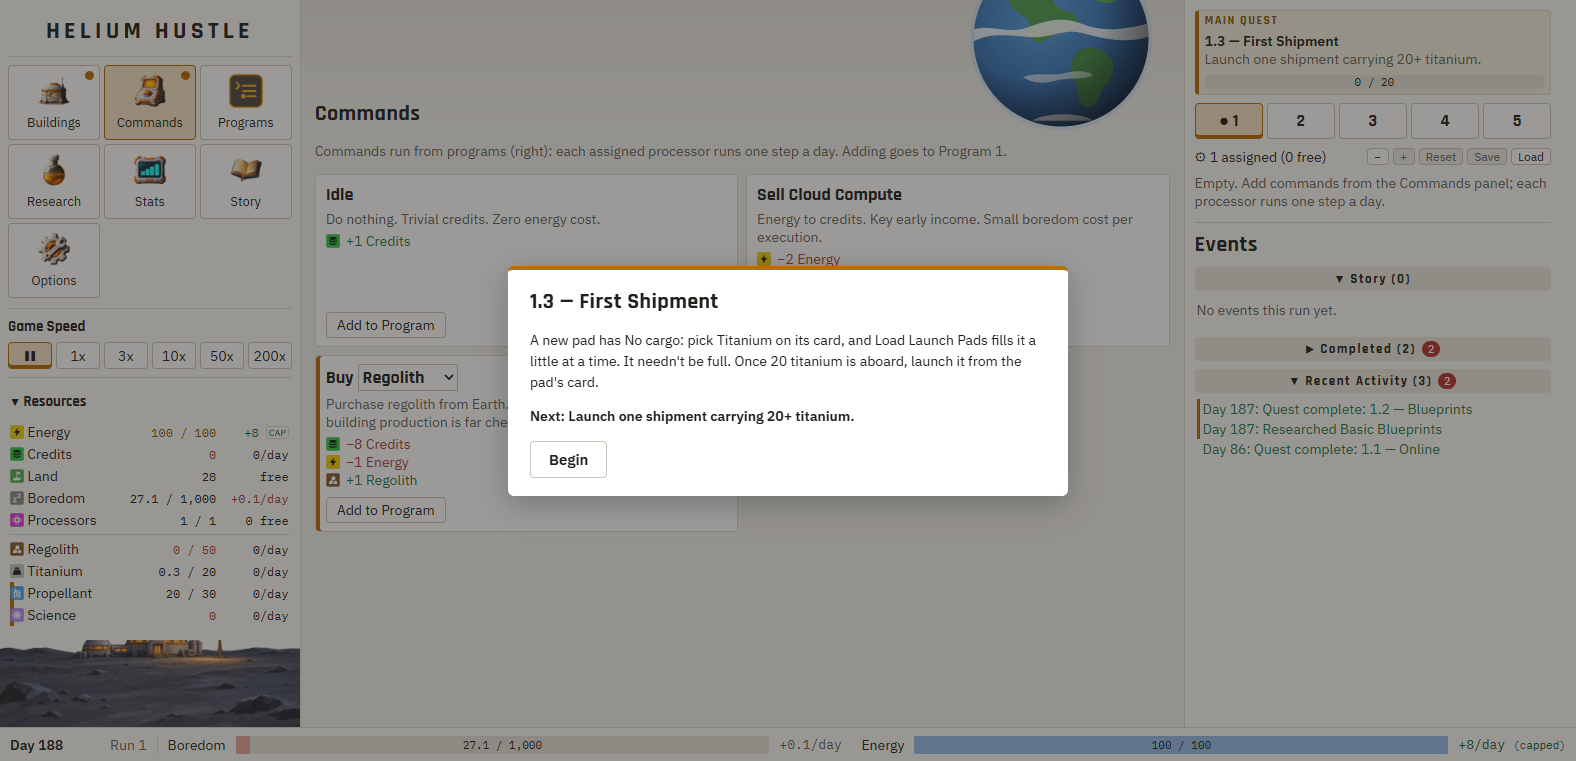 HELIUM HUSTLE
Buildings
Commands
Programs
Research
Stats
Story
Options
Game Speed
1x
3x
10x
50x
200x
▼ Resources
Energy 100 / 100 +8 CAP
Credits 0 0/day
Land 28 free
Boredom 27.1 / 1,000 +0.1/day
Processors 1 / 1 0 free
Regolith 0 / 50 0/day
Titanium 0.3 / 20 0/day
Propellant 20 / 30 0/day
Science 0 0/day
Commands
Commands run from programs (right): each assigned processor runs one step a day. Adding goes to Program 1.
Idle
Do nothing. Trivial credits. Zero energy cost.
+1 Credits
Add to Program
Sell Cloud Compute
Energy to credits. Key early income. Small boredom cost per
execution.
−2 Energy
Buy Regolith
Purchase regolith from Earth.
building production is far che
−8 Credits
−1 Energy
+1 Regolith
Add to Program
1.3 — First Shipment
A new pad has No cargo: pick Titanium on its card, and Load Launch Pads fills it a
little at a time. It needn't be full. Once 20 titanium is aboard, launch it from the
pad's card.
Next: Launch one shipment carrying 20+ titanium.
Begin
MAIN QUEST
1.3 — First Shipment
Launch one shipment carrying 20+ titanium.
0 / 20
● 1
2
3
4
5
⚙ 1 assigned (0 free) − + Reset Save Load
Empty. Add commands from the Commands panel; each
processor runs one step a day.
Events
▼ Story (0)
No events this run yet.
▶ Completed (2) 2
▼ Recent Activity (3) 2
Day 187: Quest complete: 1.2 — Blueprints
Day 187: Researched Basic Blueprints
Day 86: Quest complete: 1.1 — Online
Day 188 Run 1 Boredom 27.1 / 1,000 +0.1/day Energy 100 / 100 +8/day (capped)